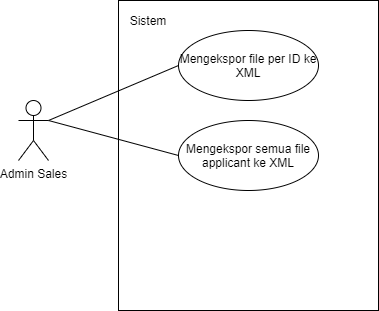 Sistem
Mengekspor file per ID ke
XML
Mengekspor semua file
applicant ke XML
Admin Sales